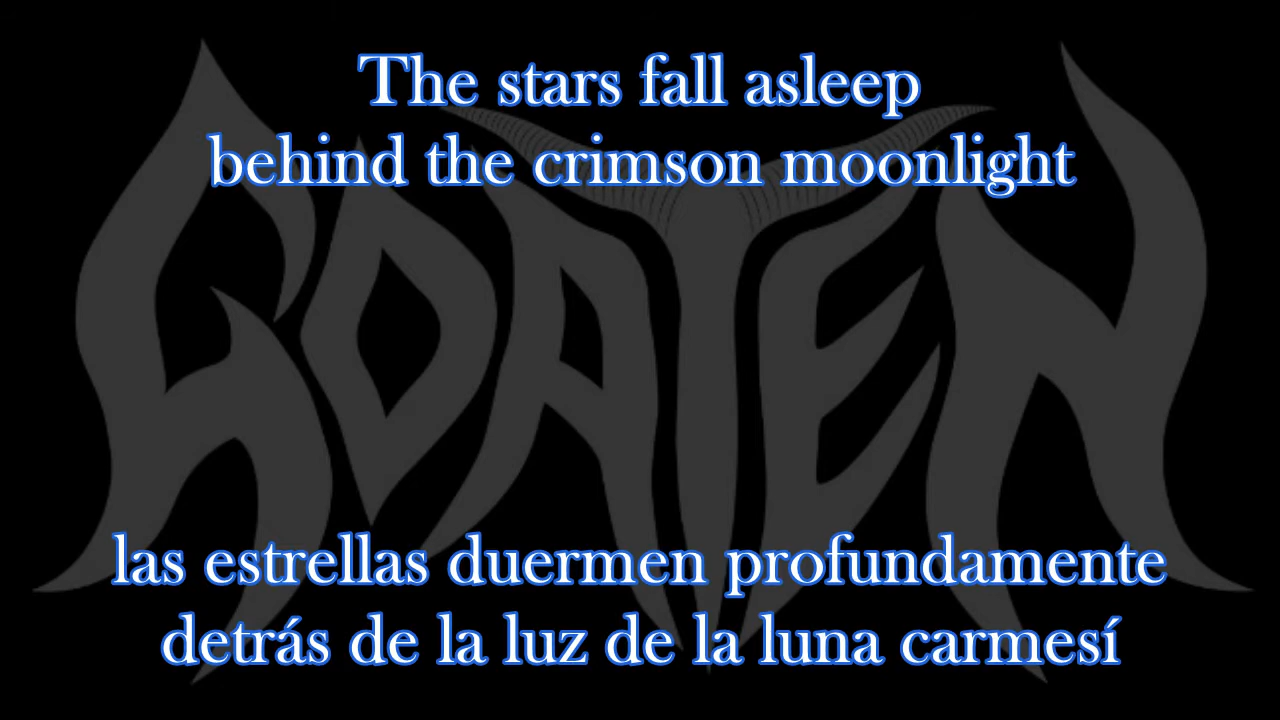 The stars fall asleep
behind the crimson moonlight
GOATEN
las estrellas duermen profundamente
detrás de la luz de la luna carmesí